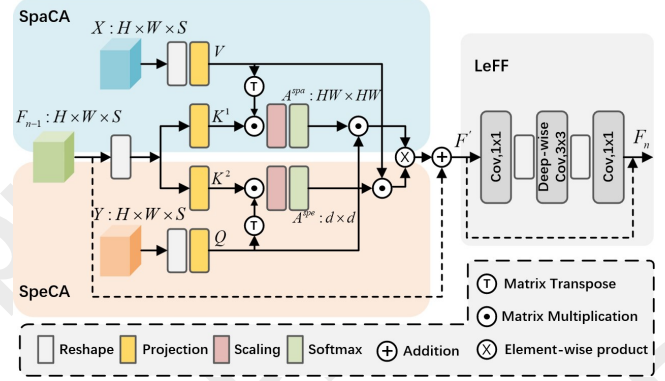 SpaCA
X : H×W×S
V
T
A^{spa} : HW×HW
LeFF
F_{n-1} : H×W×S
K^1
F'
F_n
Cov,1x1
Deep-wise
Cov,3x3
Cov,1x1
K^2
A^{spe} : d×d
Y : H×W×S
T
Q
SpeCA
T Matrix Transpose
Matrix Multiplication
Reshape Projection Scaling Softmax Addition Element-wise product